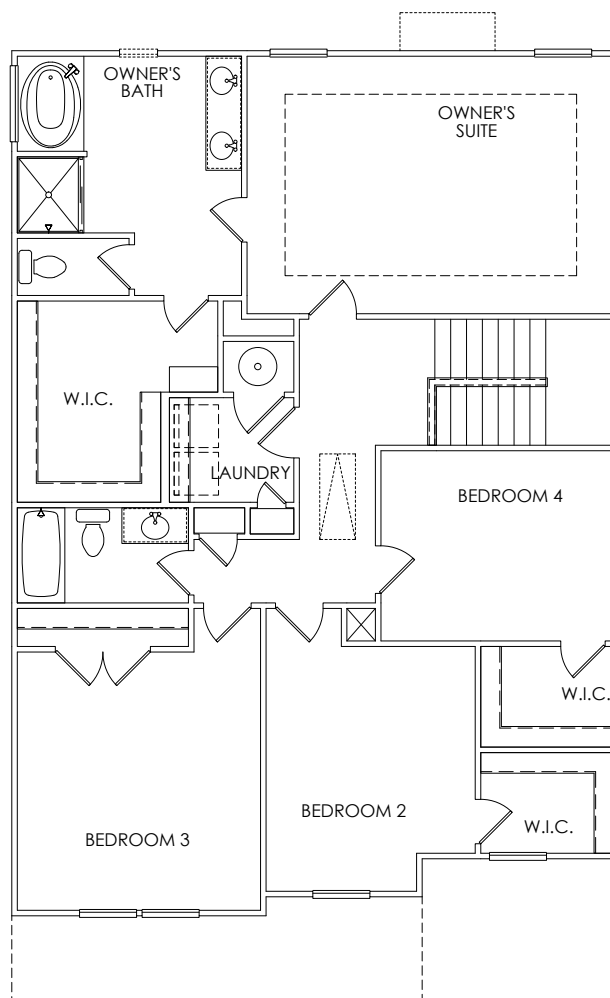 OWNER'S
BATH
OWNER'S
SUITE
W.I.C.
LAUNDRY
BEDROOM 4
W.I.C.
BEDROOM 2
W.I.C.
BEDROOM 3